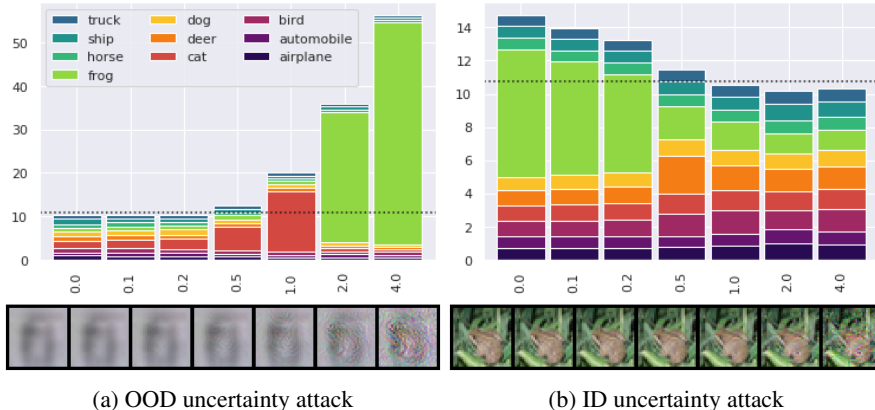 50
40
30
20
10
0
truck
ship
horse
frog
dog
deer
cat
bird
automobile
airplane
0.0 0.1 0.2 0.5 1.0 2.0 4.0
(a) OOD uncertainty attack
14
12
10
8
6
4
2
0
0.0 0.1 0.2 0.5 1.0 2.0 4.0
(b) ID uncertainty attack